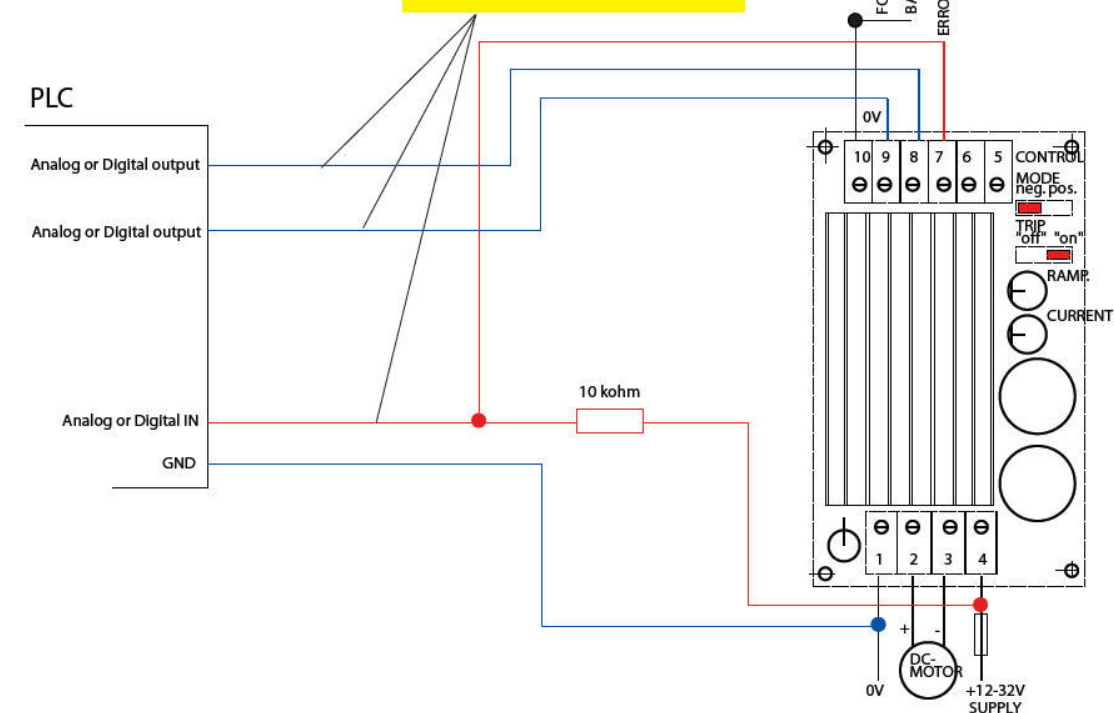 PLC
0V
10 9 8 7 6 5
CONTROL
MODE
neg. pos.
TRIP
"off" "on"
RAMP.
CURRENT
Analog or Digital output
Analog or Digital output
10 kohm
Analog or Digital IN
GND
1 2 3 4
+ -
DC-
MOTOR
0V
+12-32V
SUPPLY